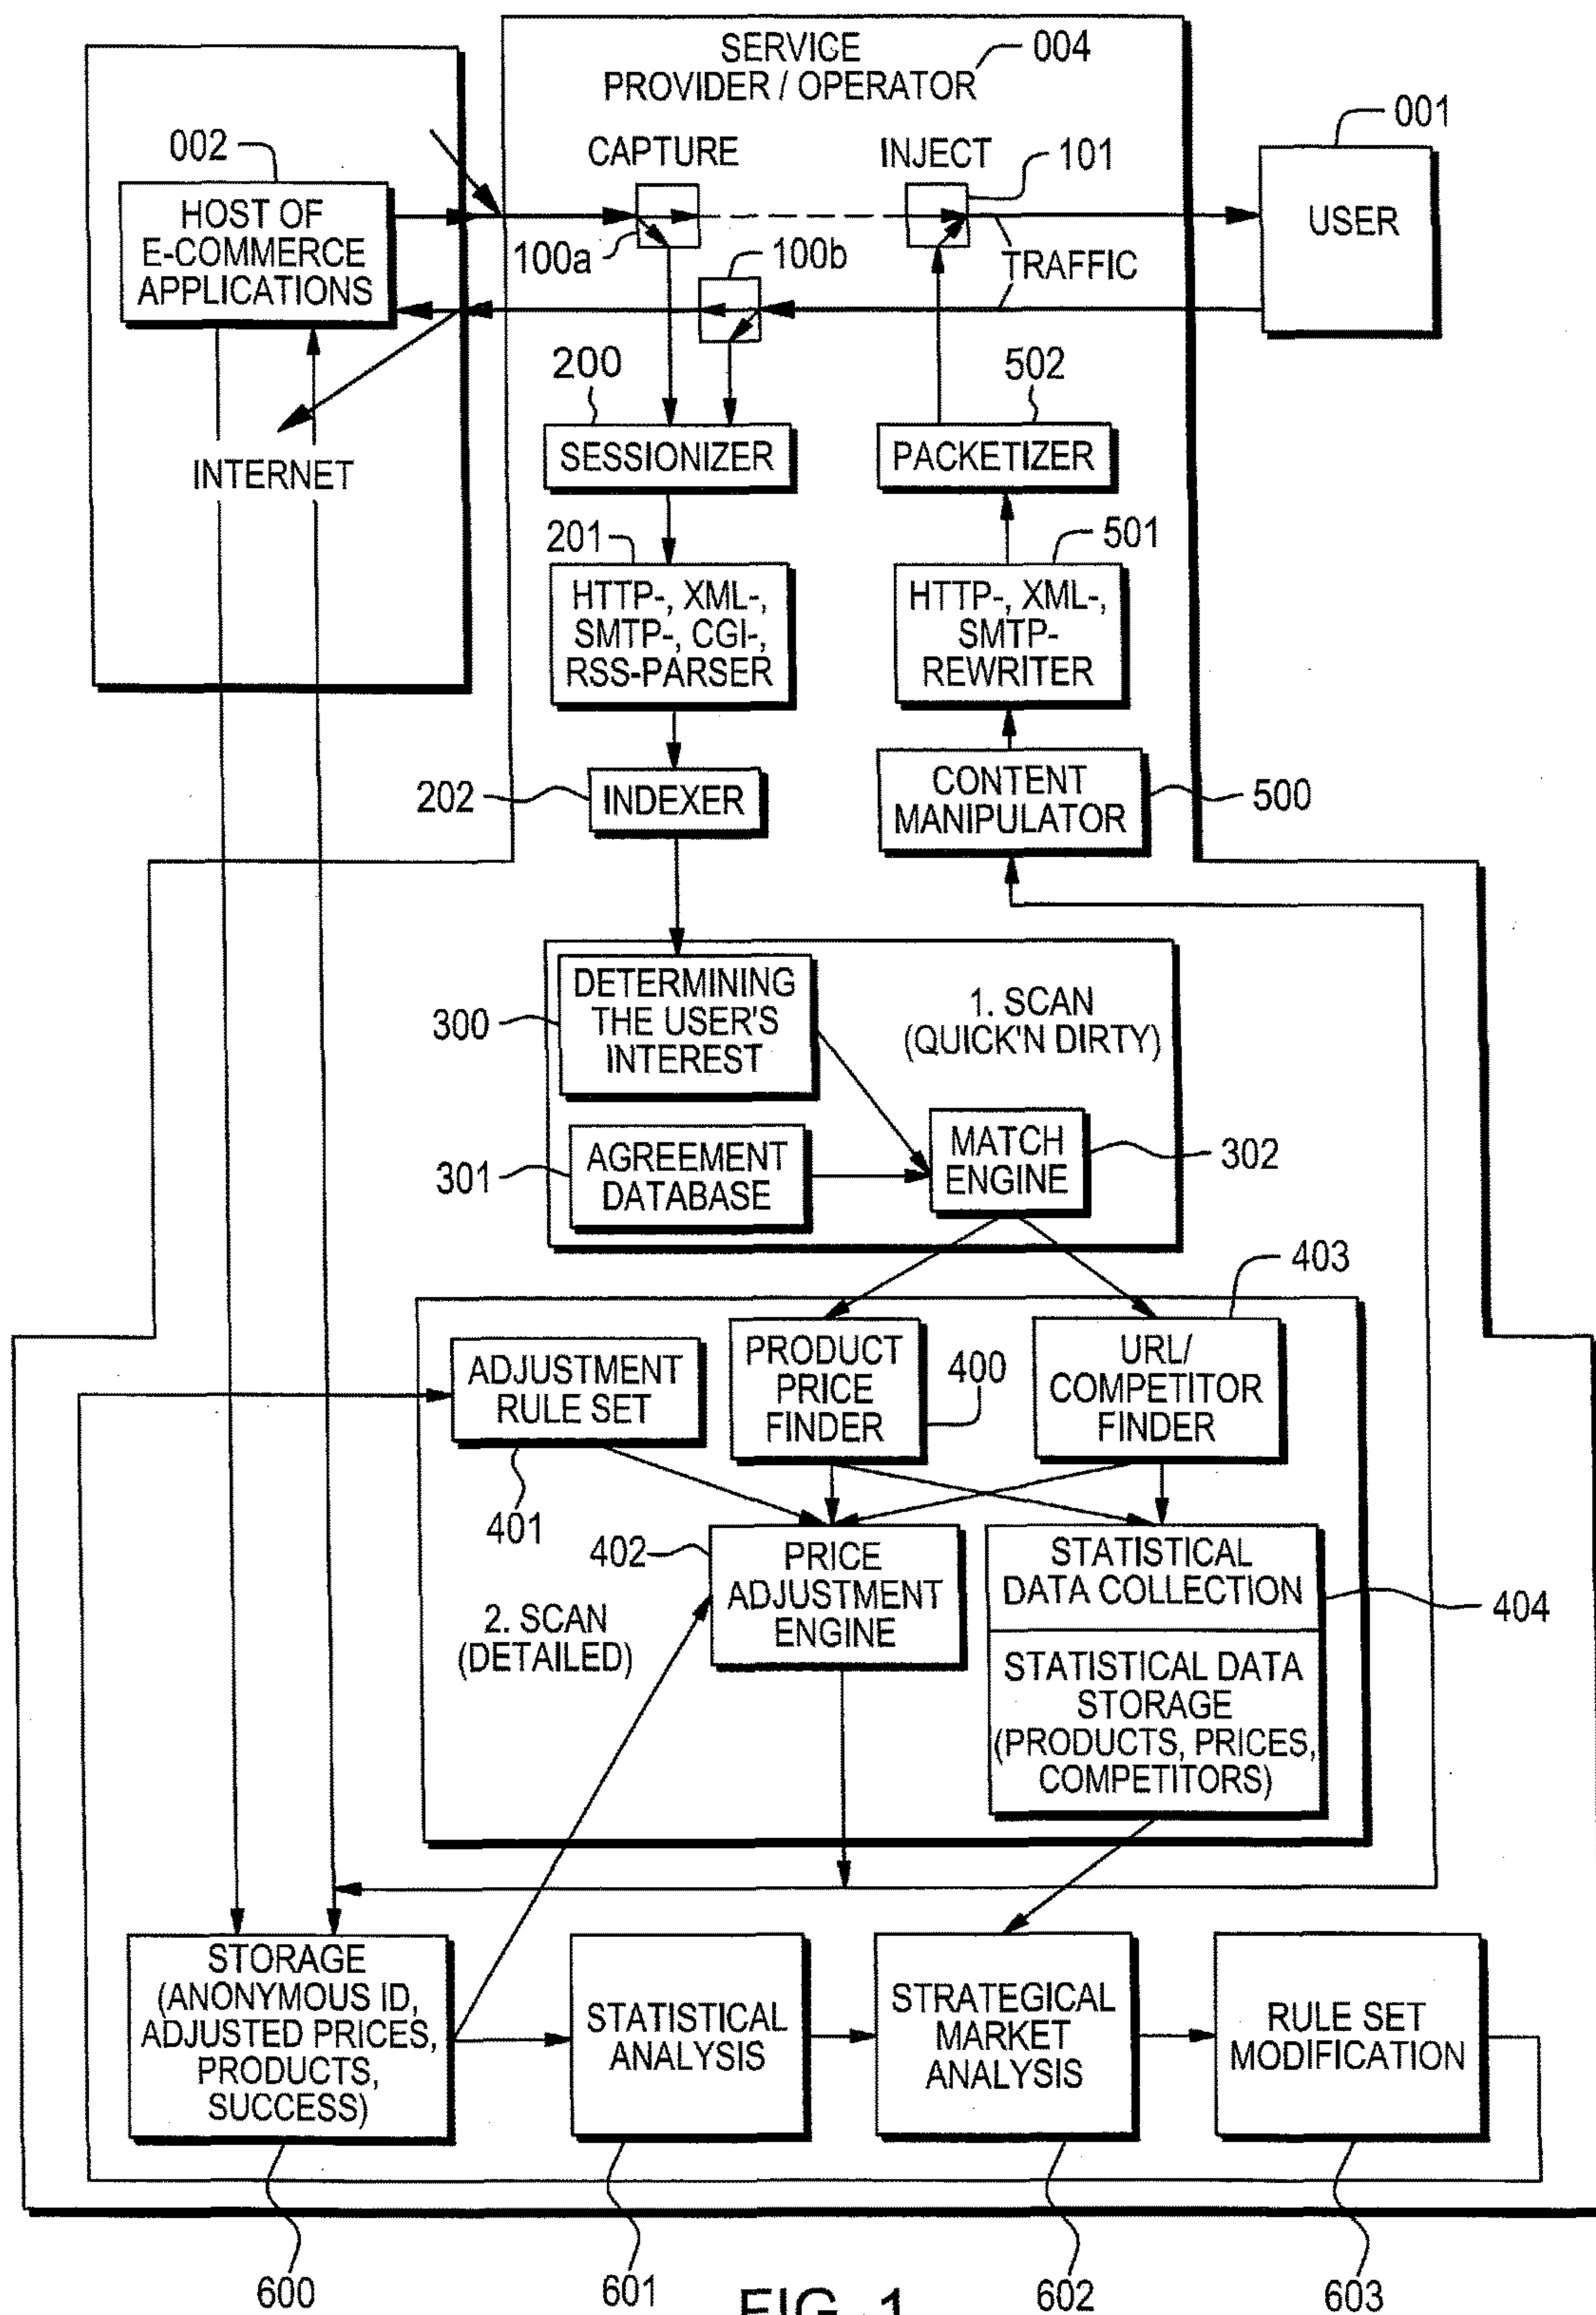 SERVICE
PROVIDER / OPERATOR
004
002
HOST OF
E-COMMERCE
APPLICATIONS
CAPTURE
INJECT
101
001
USER
100a
100b
TRAFFIC
INTERNET
200
SESSIONIZER
502
PACKETIZER
201
HTTP-, XML-,
SMTP-, CGI-,
RSS-PARSER
501
HTTP-, XML-,
SMTP-
REWRITER
202
INDEXER
CONTENT
MANIPULATOR
500
300
DETERMINING
THE USER'S
INTEREST
1. SCAN
(QUICK'N DIRTY)
301
AGREEMENT
DATABASE
MATCH
ENGINE
302
403
ADJUSTMENT
RULE SET
401
PRODUCT
PRICE
FINDER
400
URL/
COMPETITOR
FINDER
402
PRICE
ADJUSTMENT
ENGINE
2. SCAN
(DETAILED)
STATISTICAL
DATA COLLECTION
404
STATISTICAL DATA
STORAGE
(PRODUCTS, PRICES,
COMPETITORS)
STORAGE
(ANONYMOUS ID,
ADJUSTED PRICES,
PRODUCTS,
SUCCESS)
STATISTICAL
ANALYSIS
STRATEGICAL
MARKET
ANALYSIS
RULE SET
MODIFICATION
600
601
602
603
FIG. 1